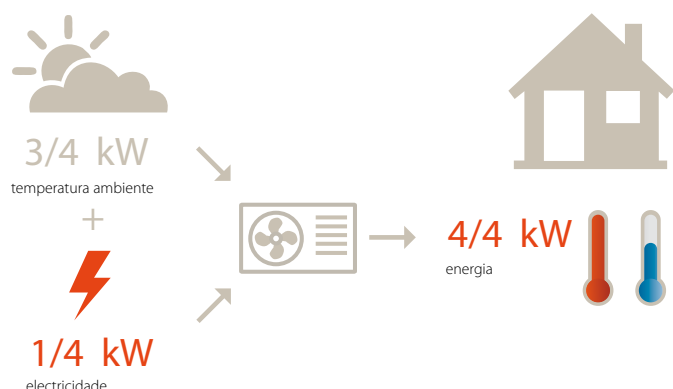 3/4 kW
temperatura ambiente
+
1/4 kW
electricidade
4/4 kW
energia